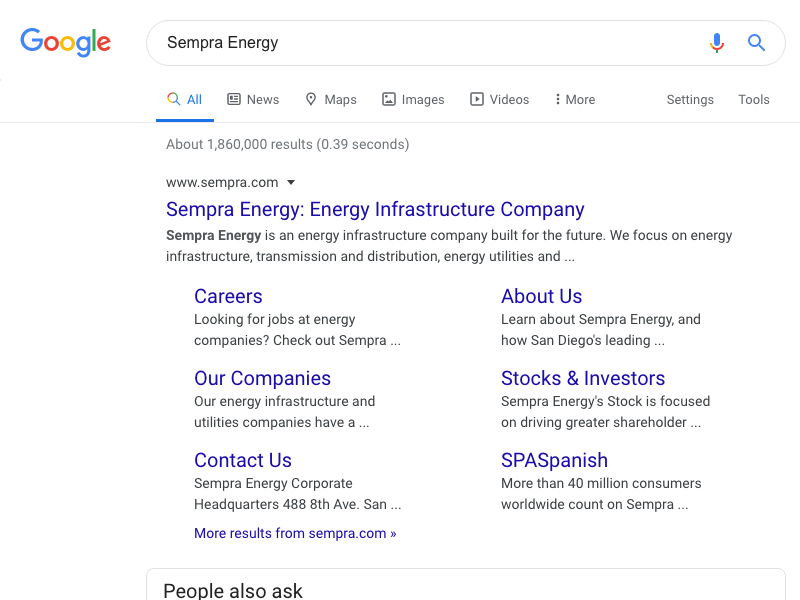 Google
Sempra Energy
All News Maps Images Videos More Settings Tools
About 1,860,000 results (0.39 seconds)
www.sempra.com
Sempra Energy: Energy Infrastructure Company
Sempra Energy is an energy infrastructure company built for the future. We focus on energy
infrastructure, transmission and distribution, energy utilities and ...
Careers
Looking for jobs at energy
companies? Check out Sempra ...
About Us
Learn about Sempra Energy, and
how San Diego's leading ...
Our Companies
Our energy infrastructure and
utilities companies have a ...
Stocks & Investors
Sempra Energy's Stock is focused
on driving greater shareholder ...
Contact Us
Sempra Energy Corporate
Headquarters 488 8th Ave. San ...
SPASpanish
More than 40 million consumers
worldwide count on Sempra ...
More results from sempra.com »
People also ask